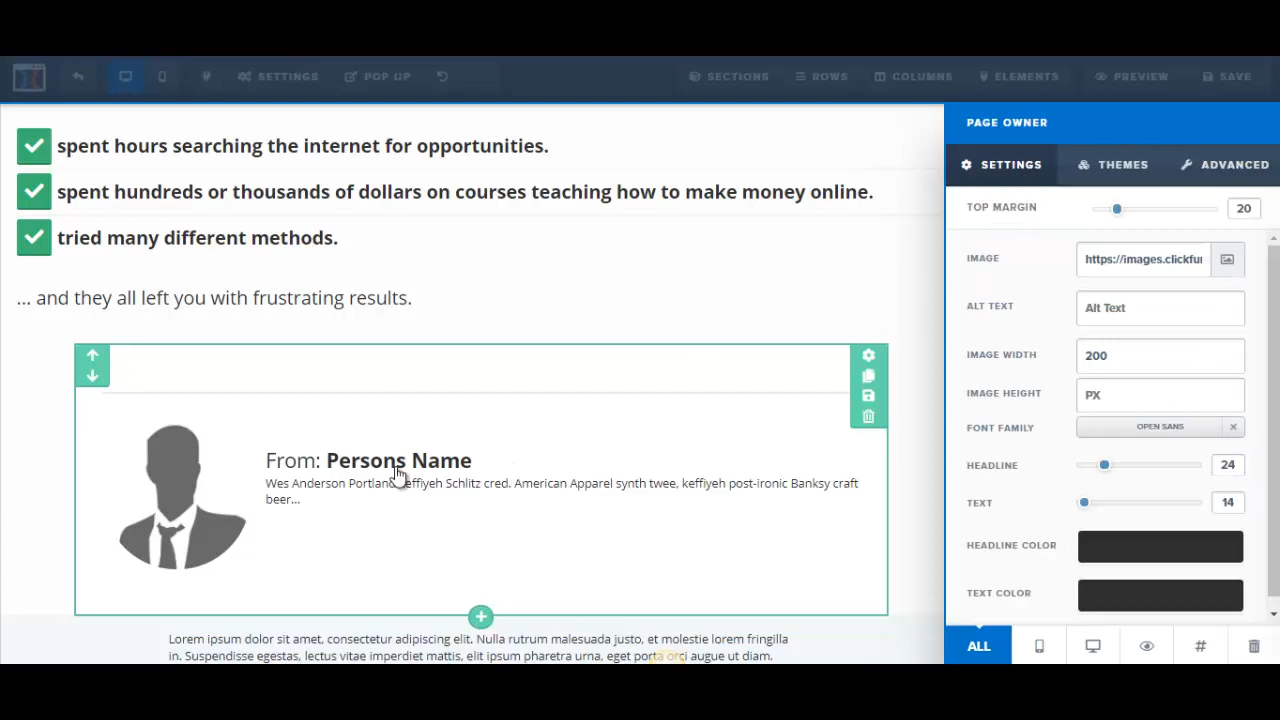 SETTINGS
POP UP
SECTIONS
ROWS
COLUMNS
ELEMENTS
PREVIEW
SAVE
PAGE OWNER
SETTINGS
THEMES
ADVANCED
spent hours searching the internet for opportunities.
spent hundreds or thousands of dollars on courses teaching how to make money online.
tried many different methods.
... and they all left you with frustrating results.
From: Persons Name
Wes Anderson Portland keffiyeh Schlitz cred. American Apparel synth twee, keffiyeh post-ironic Banksy craft
beer...
Lorem ipsum dolor sit amet, consectetur adipiscing elit. Nulla rutrum malesuada justo, et molestie lorem fringilla
in. Suspendisse egestas, lectus vitae imperdiet mattis, elit ipsum pharetra urna, eget porta orci augue ut diam.
TOP MARGIN 20
IMAGE https://images.clickfur
ALT TEXT Alt Text
IMAGE WIDTH 200
IMAGE HEIGHT PX
FONT FAMILY OPEN SANS ×
HEADLINE 24
TEXT 14
HEADLINE COLOR
TEXT COLOR
ALL #